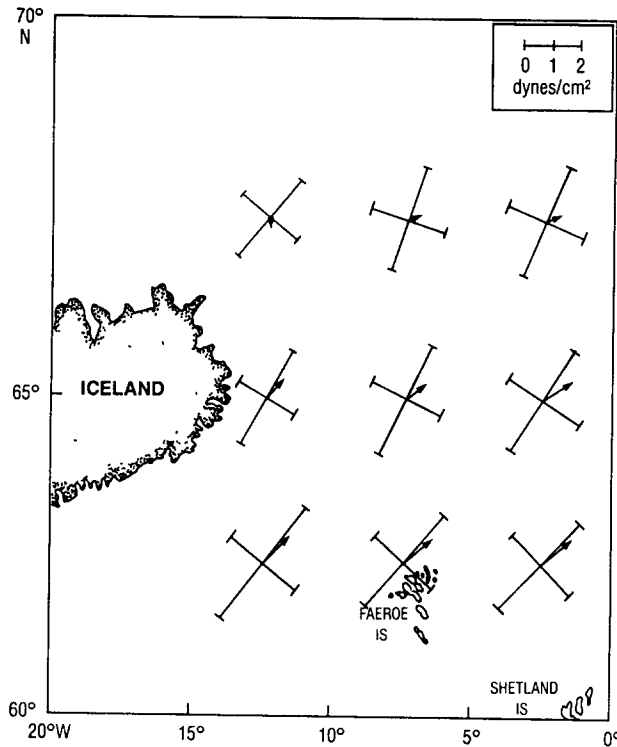 70°
N
0 1 2
dynes/cm²
ICELAND
65°
FAEROE
IS
SHETLAND
IS
60°
20°W 15° 10° 5° 0°